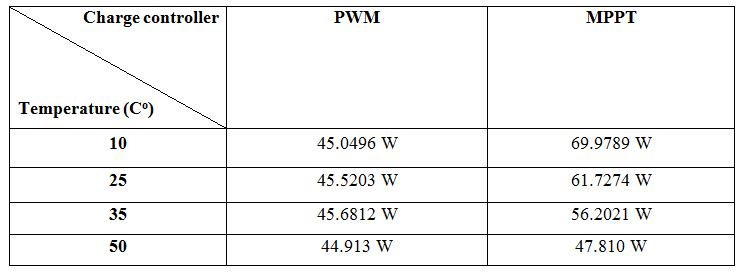 Charge controller PWM MPPT
Temperature (Cº)
10 45.0496 W 69.9789 W
25 45.5203 W 61.7274 W
35 45.6812 W 56.2021 W
50 44.913 W 47.810 W